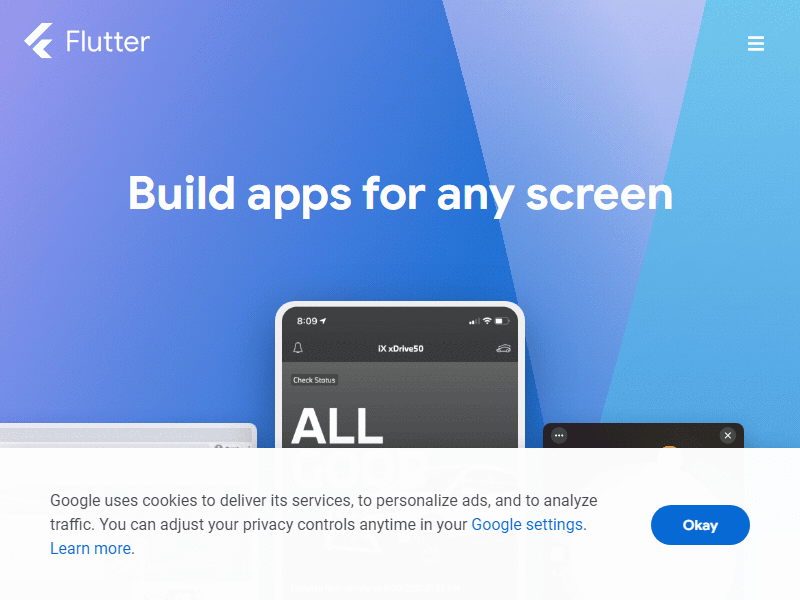 Flutter
Build apps for any screen
8:09
iX xDrive50
Check Status
ALL
GOOD
Google uses cookies to deliver its services, to personalize ads, and to analyze
traffic. You can adjust your privacy controls anytime in your Google settings.
Learn more.
Okay